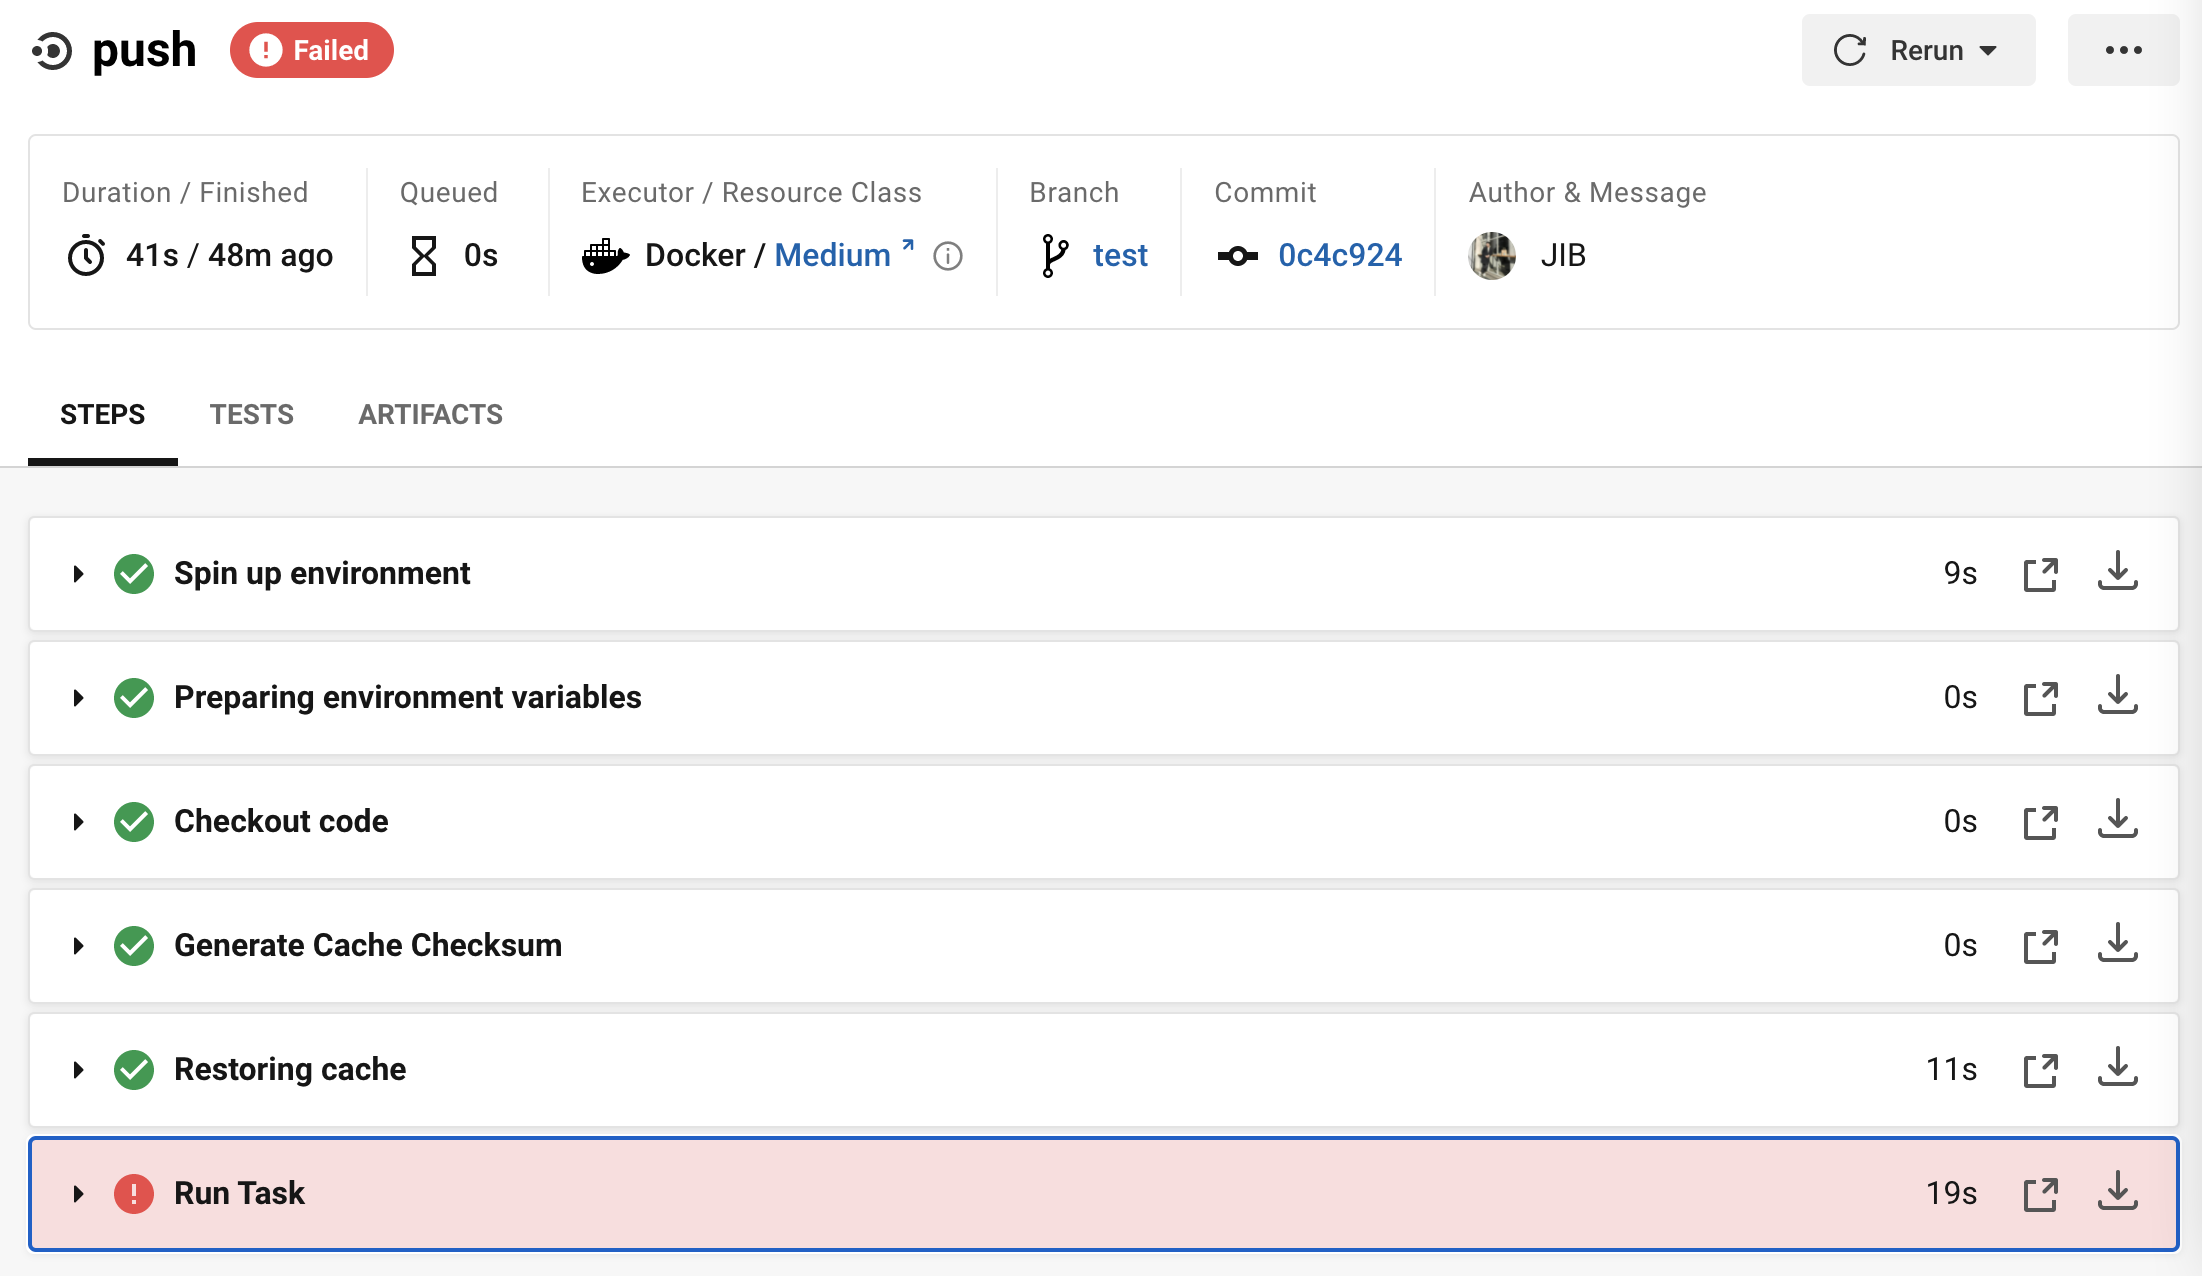 push
Failed
Rerun
Duration / Finished
Queued
Executor / Resource Class
Branch
Commit
Author & Message
41s / 48m ago
0s
Docker / Medium
test
0c4c924
JIB
STEPS
TESTS
ARTIFACTS
Spin up environment
9s
Preparing environment variables
0s
Checkout code
0s
Generate Cache Checksum
0s
Restoring cache
11s
Run Task
19s